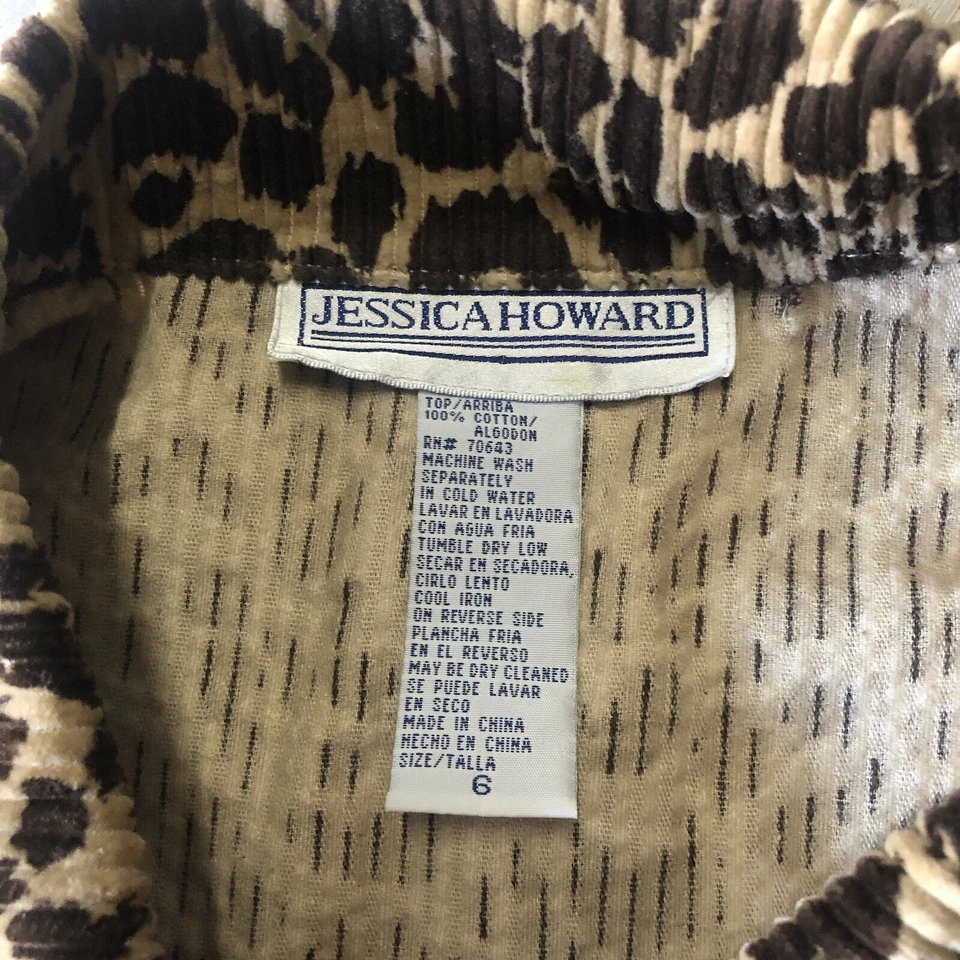 JESSICA HOWARD
TOP/ARRIBA
100% COTTON/
ALGODON
RN# 70643
MACHINE WASH
SEPARATELY
IN COLD WATER
LAVAR EN LAVADORA
CON AGUA FRIA
TUMBLE DRY LOW
SECAR EN SECADORA,
CIRLO LENTO
COOL IRON
ON REVERSE SIDE
PLANCHA FRIA
EN EL REVERSO
MAY BE DRY CLEANED
SE PUEDE LAVAR
EN SECO
MADE IN CHINA
HECHO EN CHINA
SIZE/TALLA
6